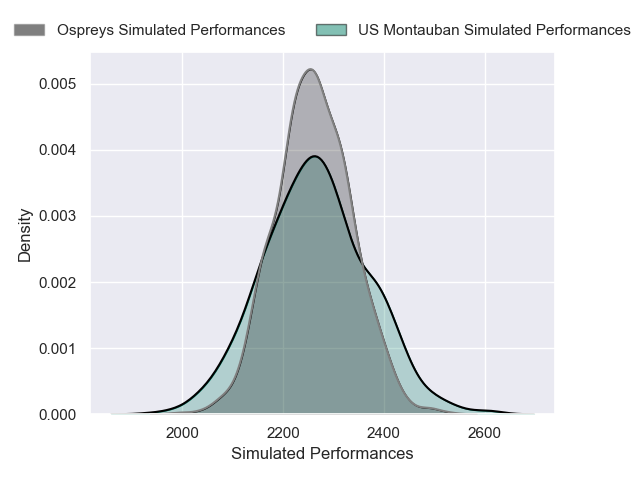 Ospreys Simulated Performances US Montauban Simulated Performances
0.005
0.004
0.003
0.002
0.001
0.000
Density
2000 2200 2400 2600
Simulated Performances